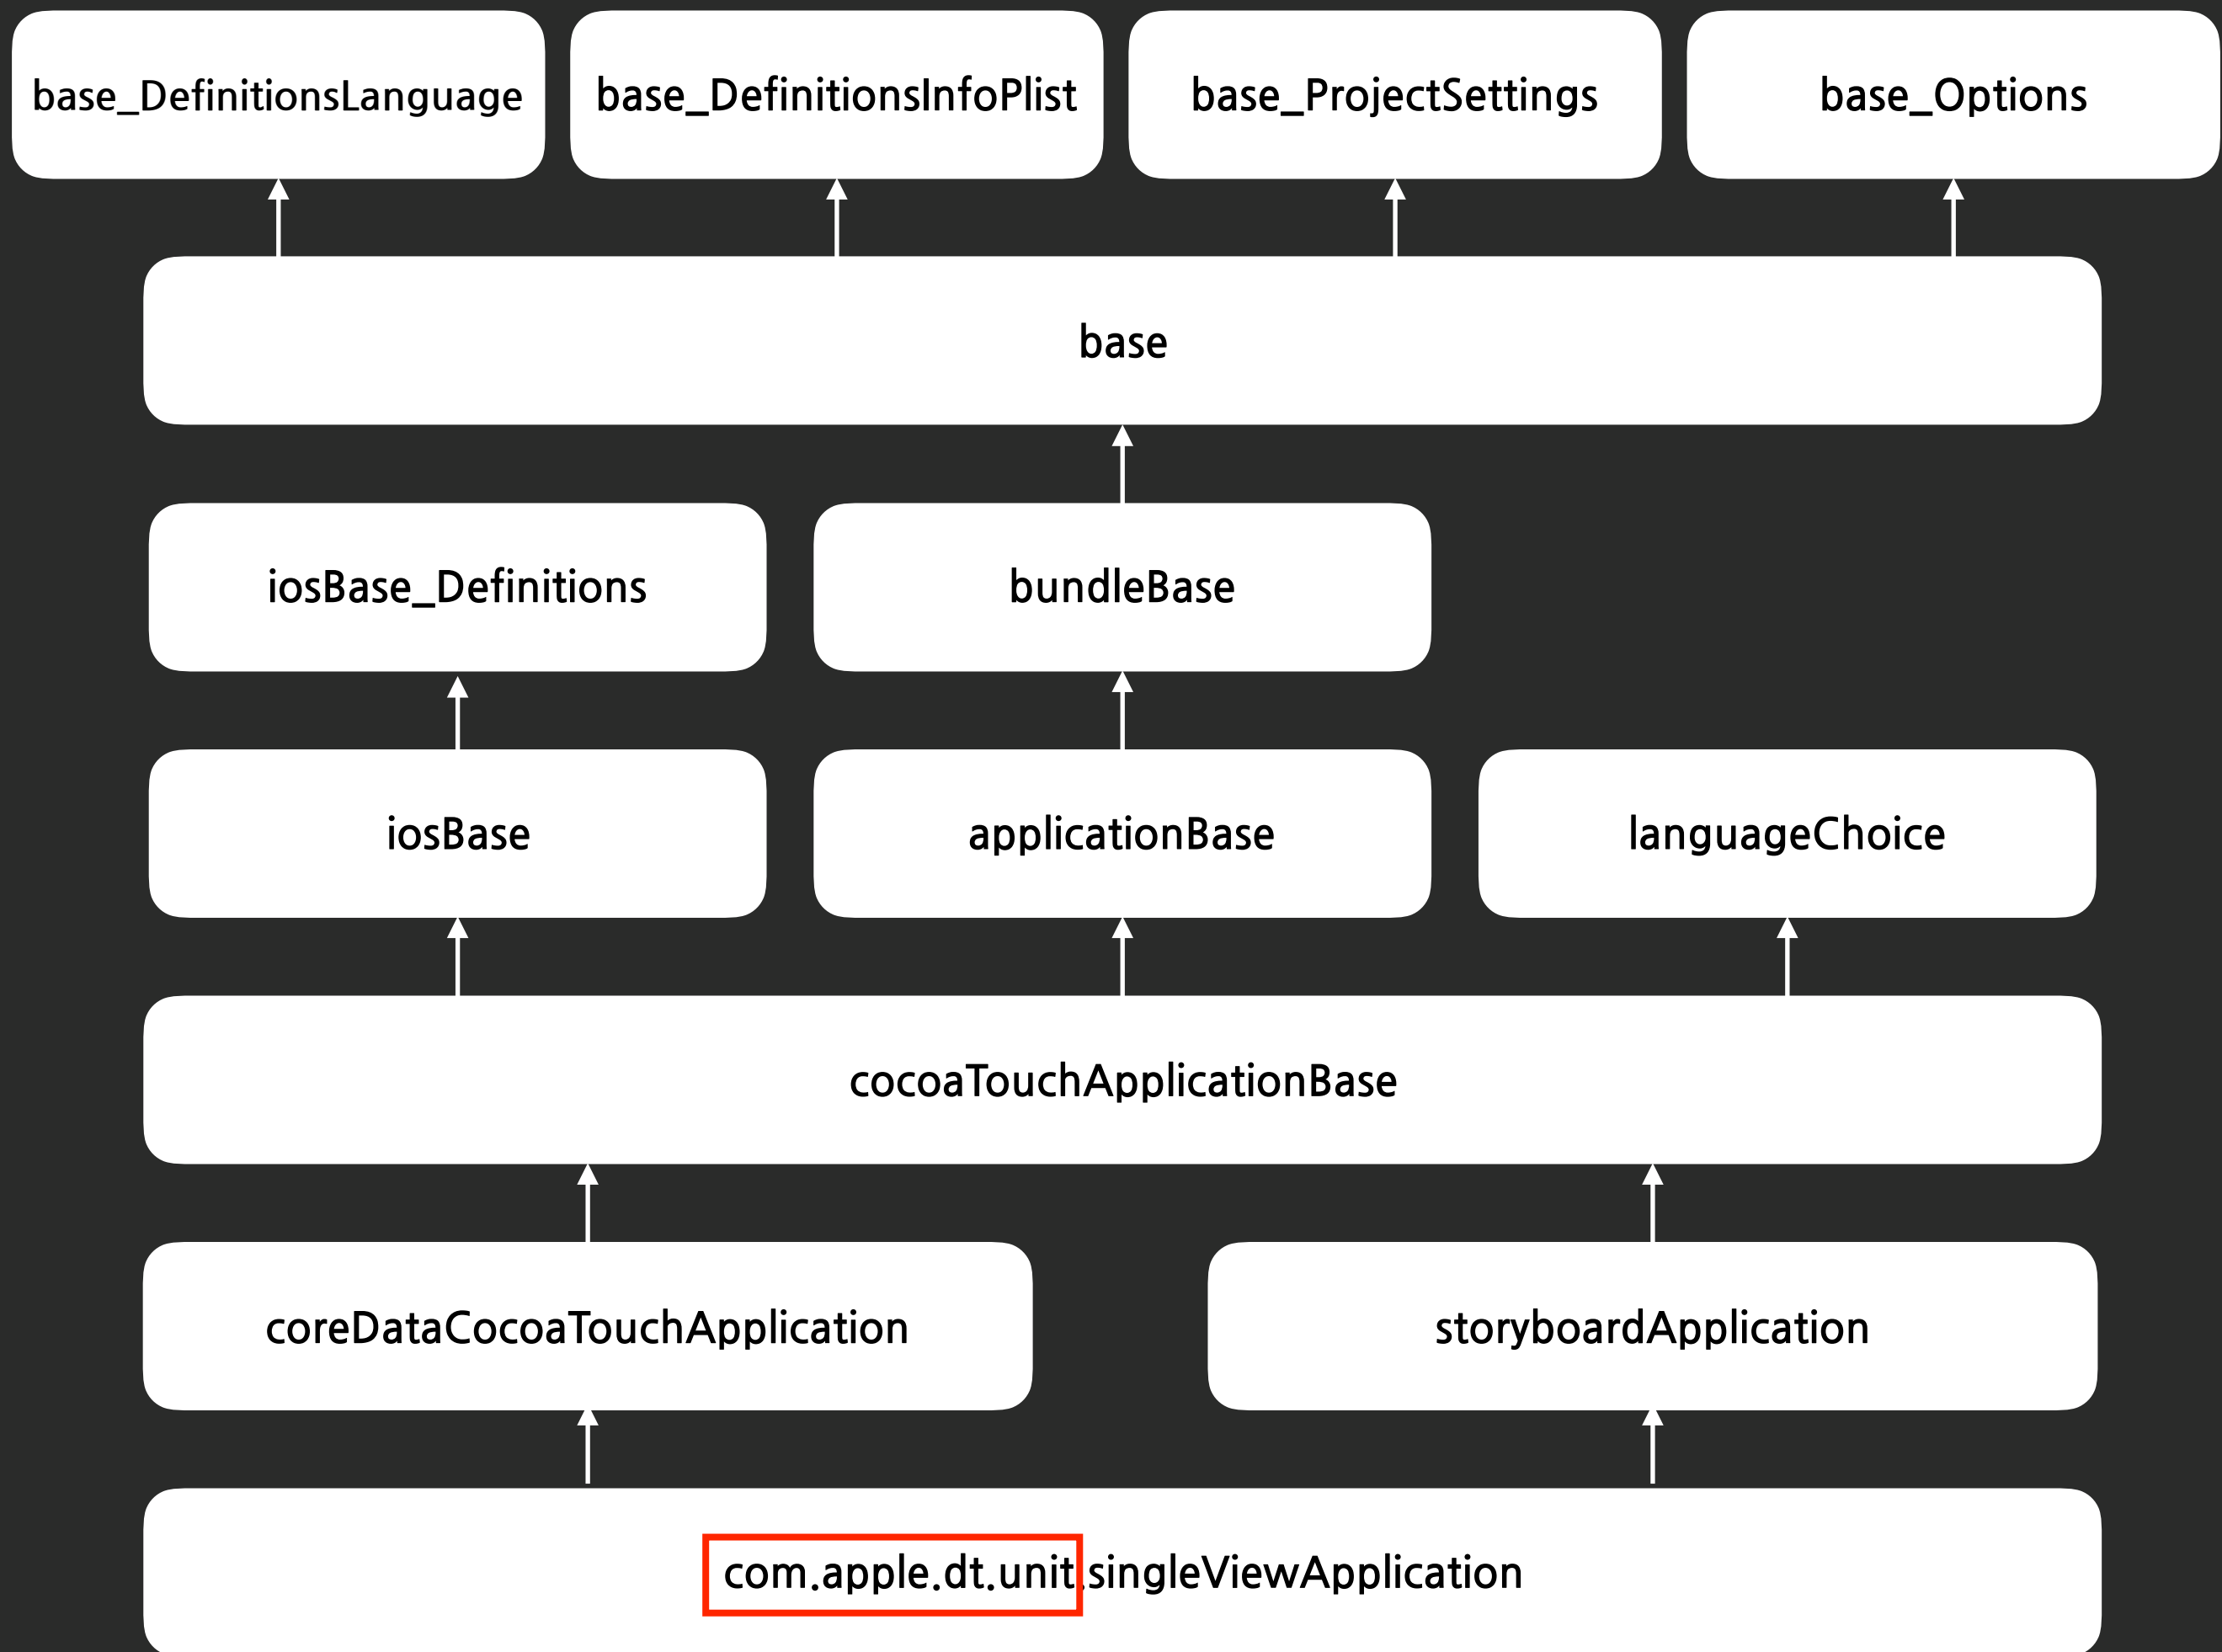 base_DefinitionsLanguage
base_DefinitionsInfoPlist
base_ProjectSettings
base_Options
base
iosBase_Definitions
bundleBase
iosBase
applicationBase
languageChoice
cocoaTouchApplicationBase
coreDataCocoaTouchApplication
storyboardApplication
com.apple.dt.unit.singleViewApplication